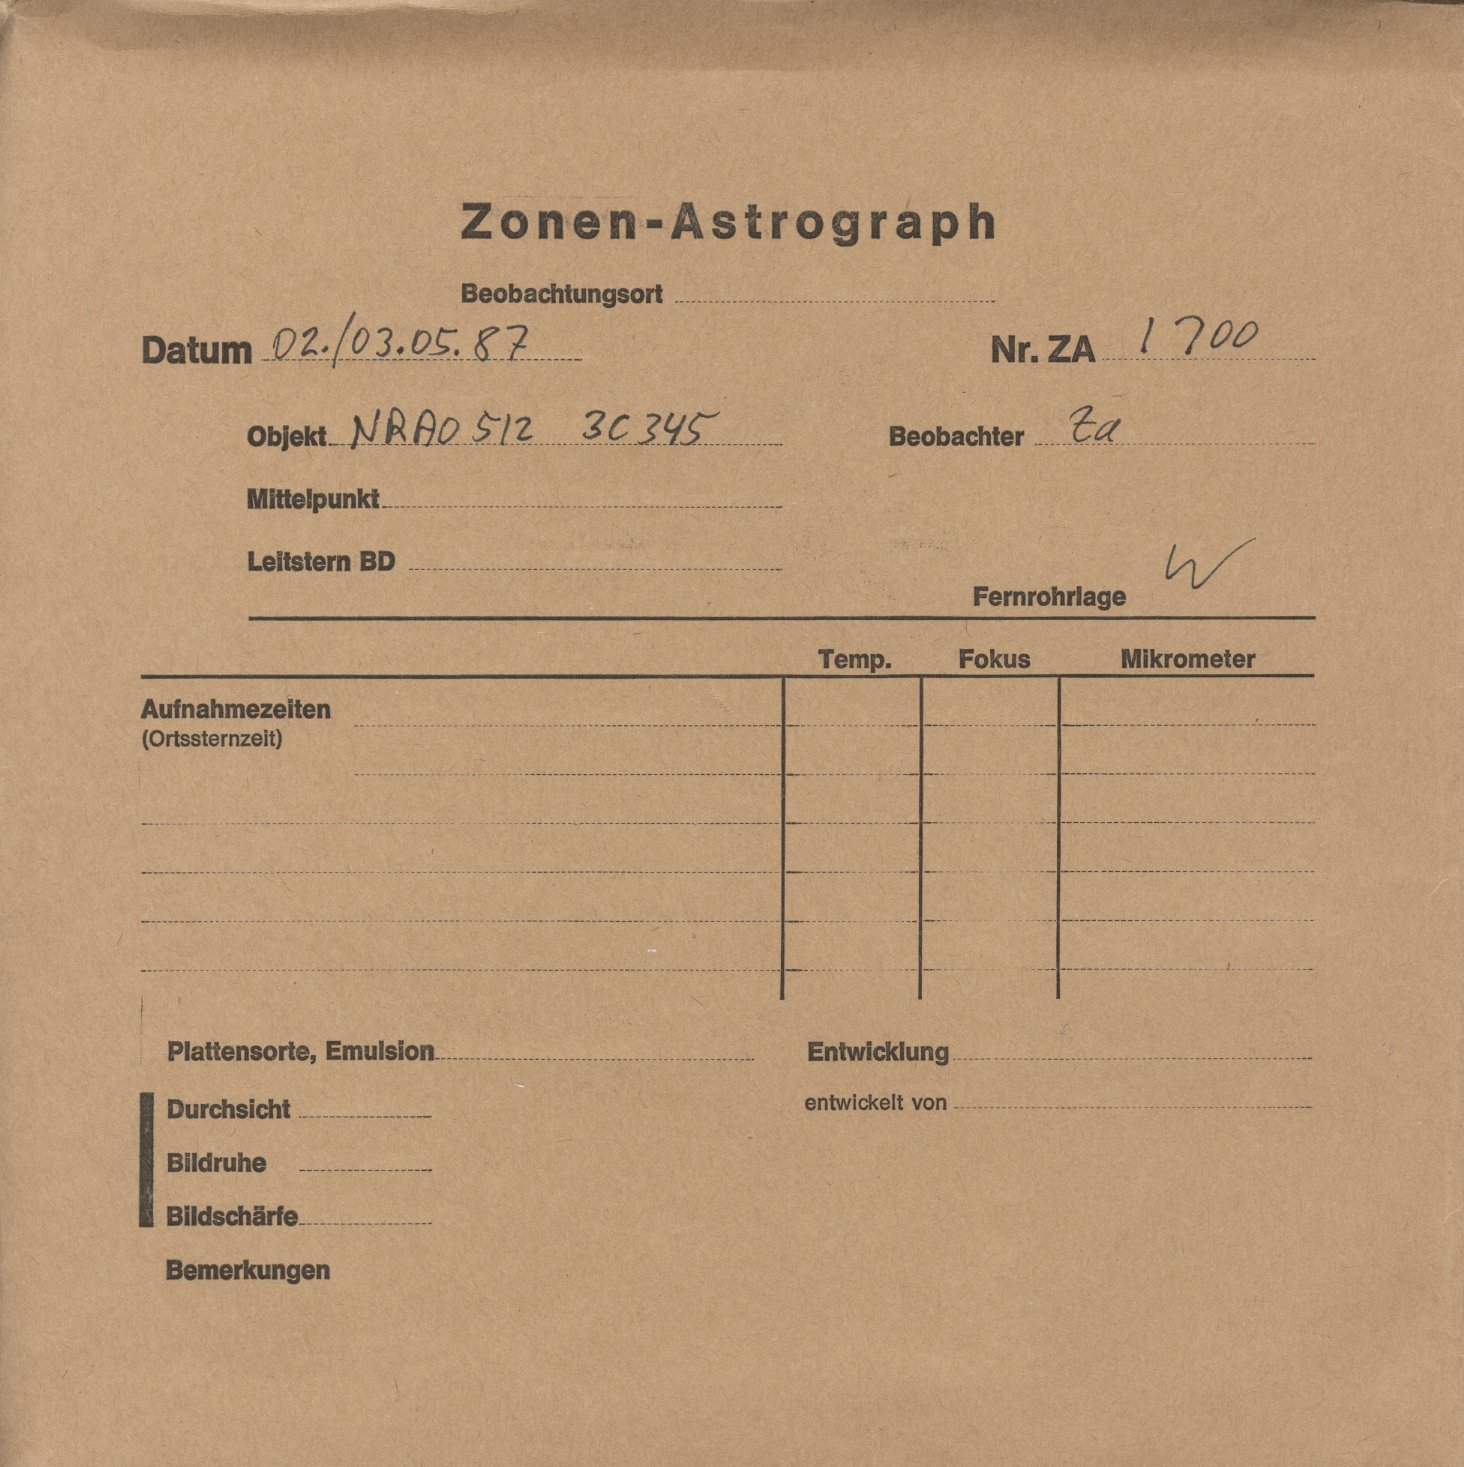 Zonen-Astrograph
Beobachtungsort
Datum 02./03.05.87 Nr. ZA 1700
Objekt NRAO 512 3C 345 Beobachter Za
Mittelpunkt
Leitstern BD
Fernrohrlage W
Temp. Fokus Mikrometer
Aufnahmezeiten
(Ortssternzeit)
Plattensorte, Emulsion Entwicklung
Durchsicht entwickelt von
Bildruhe
Bildschärfe
Bemerkungen